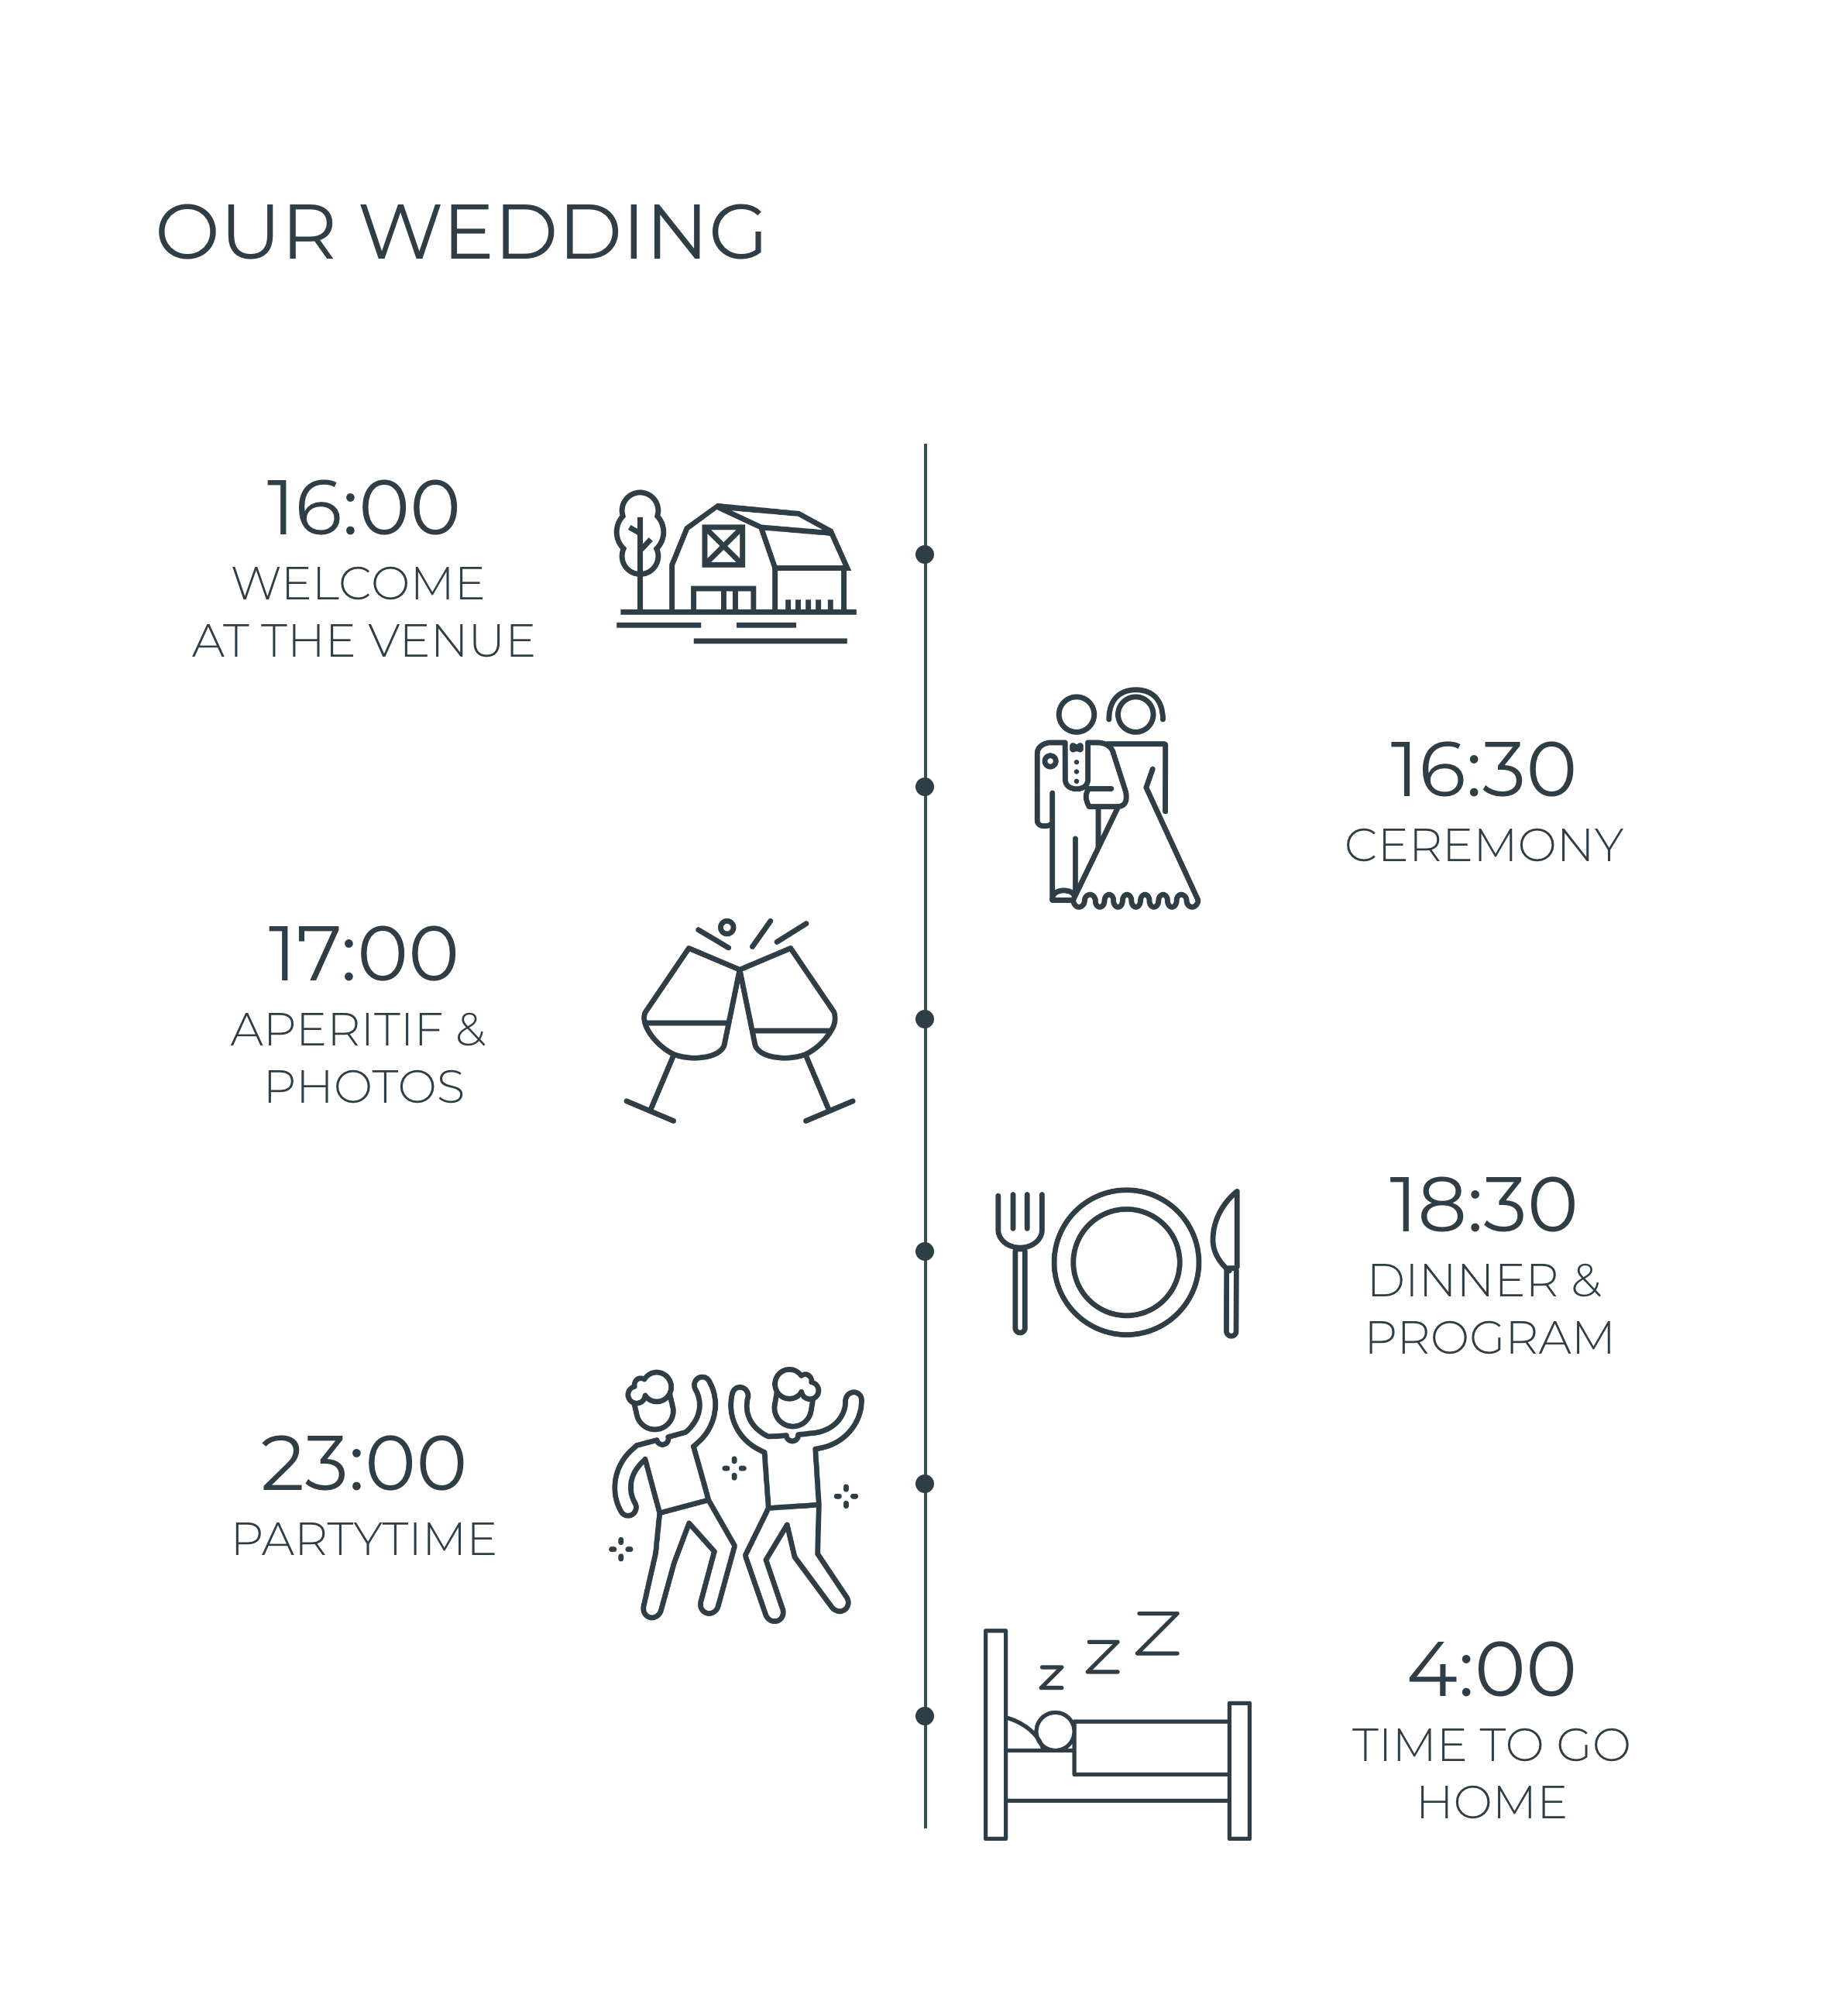 OUR WEDDING
16:00
WELCOME
AT THE VENUE
16:30
CEREMONY
17:00
APERITIF &
PHOTOS
18:30
DINNER &
PROGRAM
23:00
PARTYTIME
Z Z Z
4:00
TIME TO GO
HOME